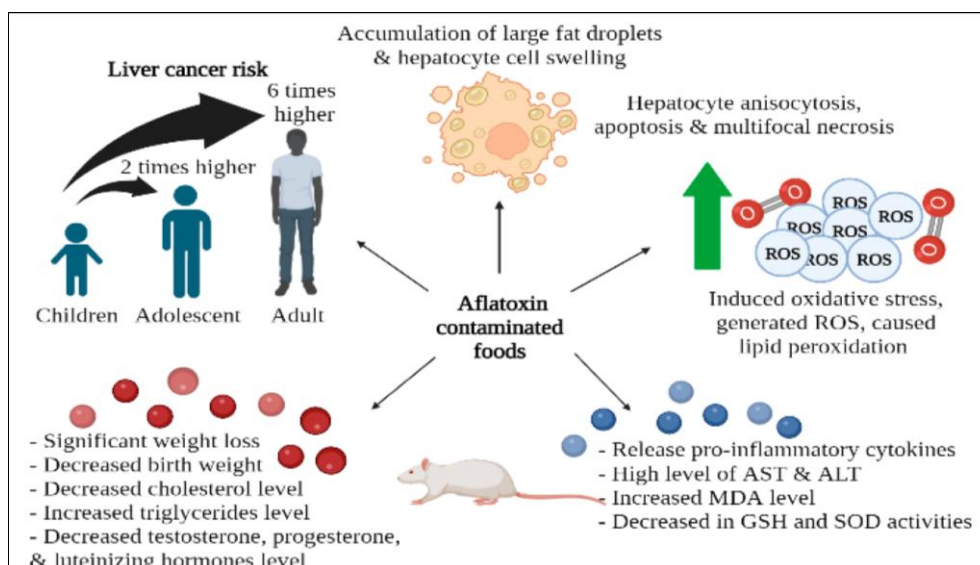 Accumulation of large fat droplets
& hepatocyte cell swelling
Liver cancer risk
6 times
higher
2 times higher
Children
Adolescent
Adult
Hepatocyte anisocytosis,
apoptosis & multifocal necrosis
O
O
O
O
ROS
ROS
ROS
ROS
ROS
ROS
ROS
ROS
Induced oxidative stress,
generated ROS, caused
lipid peroxidation
Aflatoxin
contaminated
foods
- Significant weight loss
- Decreased birth weight
- Decreased cholesterol level
- Increased triglycerides level
- Decreased testosterone, progesterone,
& luteinizing hormones level
- Release pro-inflammatory cytokines
- High level of AST & ALT
- Increased MDA level
- Decreased in GSH and SOD activities